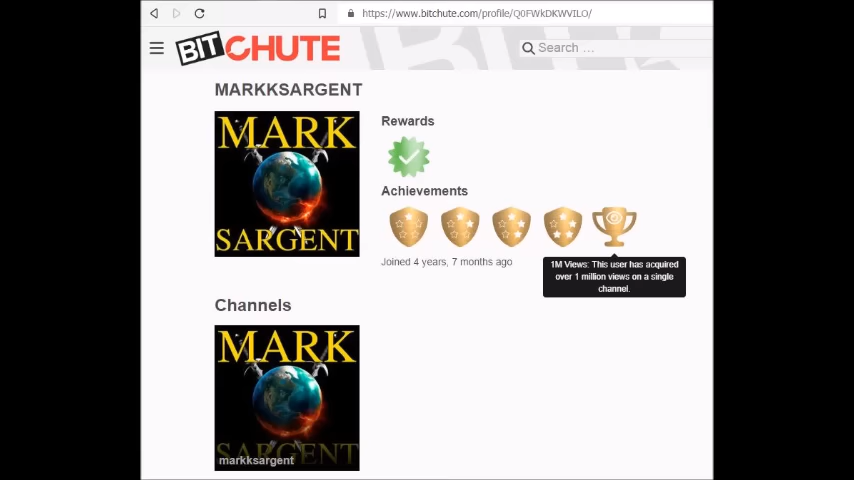 https://www.bitchute.com/profile/Q0FWkDKWVILO/
BITCHUTE
Search ...
MARKKSARGENT
MARK
SARGENT
Rewards
Achievements
Joined 4 years, 7 months ago
1M Views: This user has acquired
over 1 million views on a single
channel.
Channels
MARK
SARGENT
markksargent